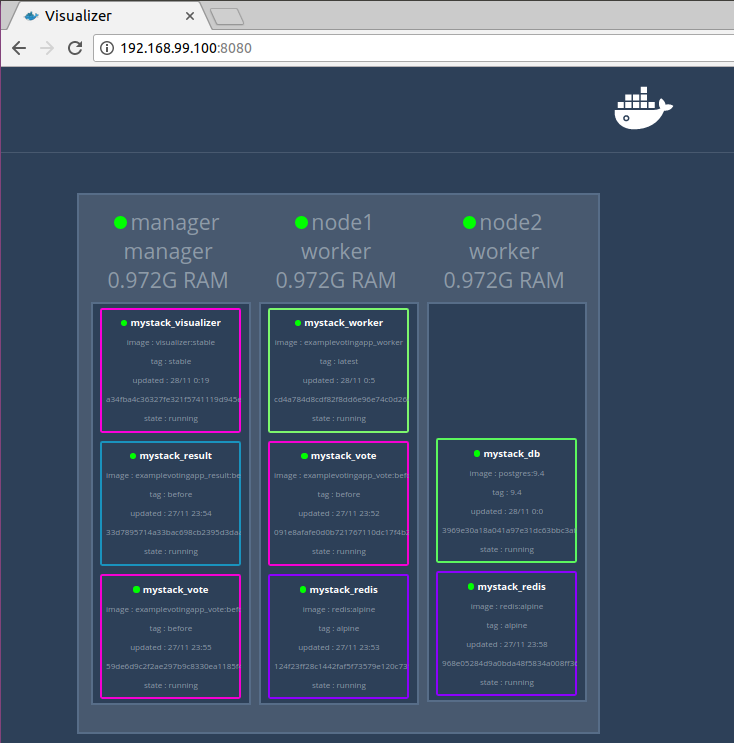 Visualizer
192.168.99.100:8080
manager
manager
0.972G RAM
mystack_visualizer
image : visualizer:stable
tag : stable
updated : 28/11 0:19
a34fba4c36327fe321f5741119d945e
state : running
mystack_result
image : examplevotingapp_result:be
tag : before
updated : 27/11 23:54
33d7895714a33bac698cb2395d3da
state : running
mystack_vote
image : examplevotingapp_vote:bef
tag : before
updated : 27/11 23:55
59de6d9c2f2ae297b9c8330ea1185f
state : running
node1
worker
0.972G RAM
mystack_worker
image : examplevotingapp_worker
tag : latest
updated : 28/11 0:5
cd4a784d8cdf82f8dd6e96e74c0d26
state : running
mystack_vote
image : examplevotingapp_vote:bef
tag : before
updated : 27/11 23:52
091e8afafe0d0b721767110dc17f4b2
state : running
mystack_redis
image : redis:alpine
tag : alpine
updated : 27/11 23:53
124f23ff28c1442faf5f73579e120c73
state : running
node2
worker
0.972G RAM
mystack_db
image : postgres:9.4
tag : 9.4
updated : 28/11 0:0
3969e30a18a041a97e31dc63bbc3a
state : running
mystack_redis
image : redis:alpine
tag : alpine
updated : 27/11 23:58
968e05284d9a0bda48f5834a008ff3
state : running